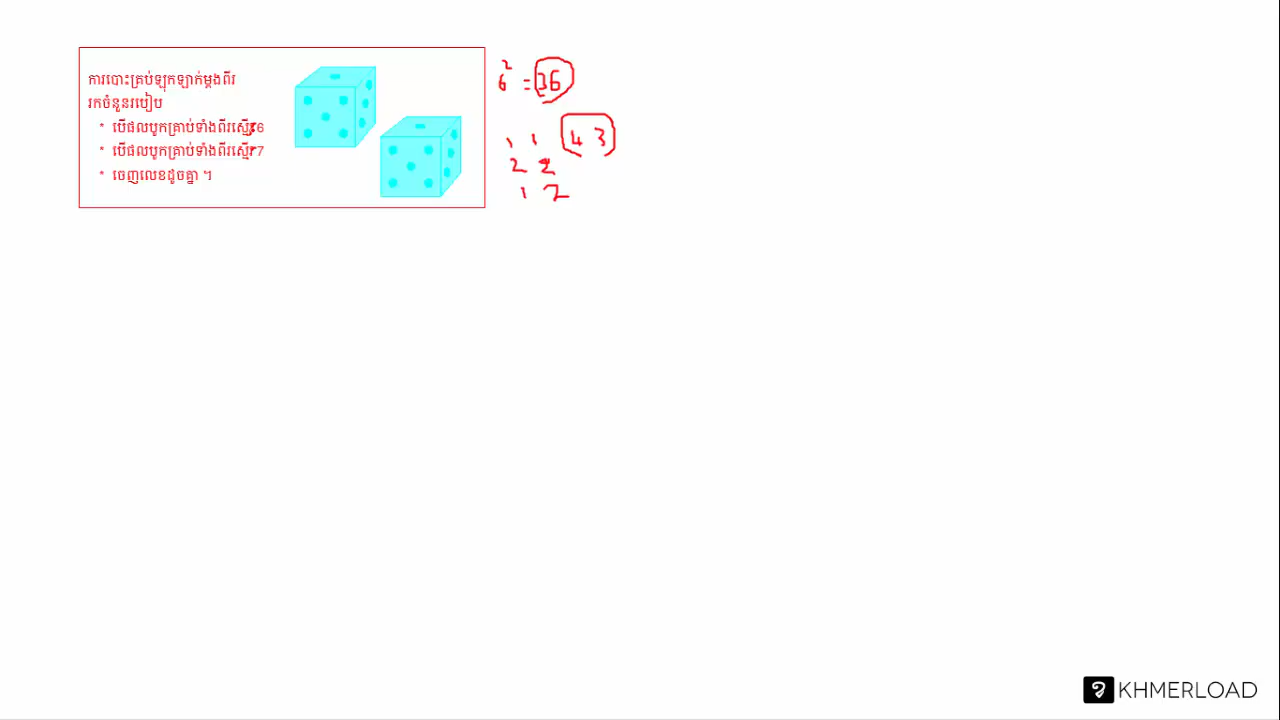 ការបោះគ្រប់ឡុកឡាក់ម្ដងពីរ
រកចំនួនរបៀប
* បើផលបូកគ្រាប់ទាំងពីរស្មើ 6
* បើផលបូកគ្រាប់ទាំងពីរស្មើ 7
* ចេញលេខដូចគ្នា ។
6² = 36
1 1 4 3
2 2
1 2
KHMERLOAD